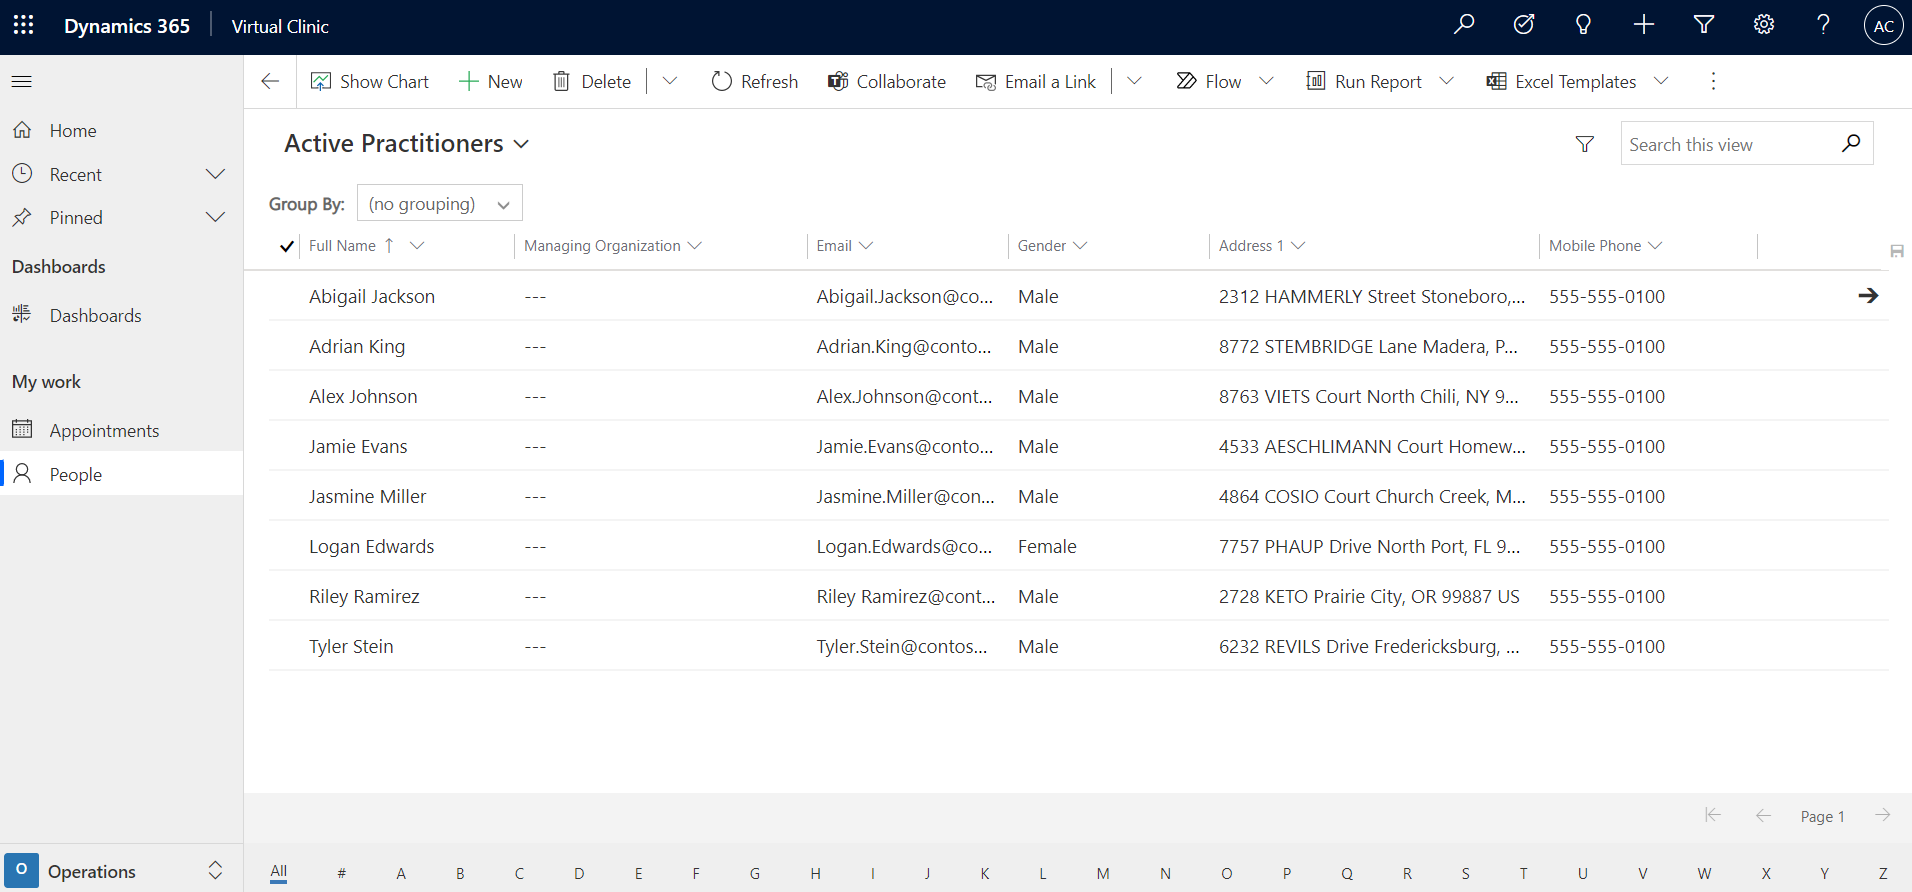 Dynamics 365 Virtual Clinic AC
Show Chart New Delete Refresh Collaborate Email a Link Flow Run Report Excel Templates
Home
Recent
Pinned
Dashboards
Dashboards
My work
Appointments
People
Active Practitioners
Search this view
Group By: (no grouping)
Full Name Managing Organization Email Gender Address 1 Mobile Phone
Abigail Jackson --- Abigail.Jackson@co... Male 2312 HAMMERLY Street Stoneboro,... 555-555-0100
Adrian King --- Adrian.King@conto... Male 8772 STEMBRIDGE Lane Madera, P... 555-555-0100
Alex Johnson --- Alex.Johnson@cont... Male 8763 VIETS Court North Chili, NY 9... 555-555-0100
Jamie Evans --- Jamie.Evans@conto... Male 4533 AESCHLIMANN Court Homew... 555-555-0100
Jasmine Miller --- Jasmine.Miller@con... Male 4864 COSIO Court Church Creek, M... 555-555-0100
Logan Edwards --- Logan.Edwards@co... Female 7757 PHAUP Drive North Port, FL 9... 555-555-0100
Riley Ramirez --- Riley Ramirez@cont... Male 2728 KETO Prairie City, OR 99887 US 555-555-0100
Tyler Stein --- Tyler.Stein@contos... Male 6232 REVILS Drive Fredericksburg, ... 555-555-0100
Page 1
O Operations
All # A B C D E F G H I J K L M N O P Q R S T U V W X Y Z